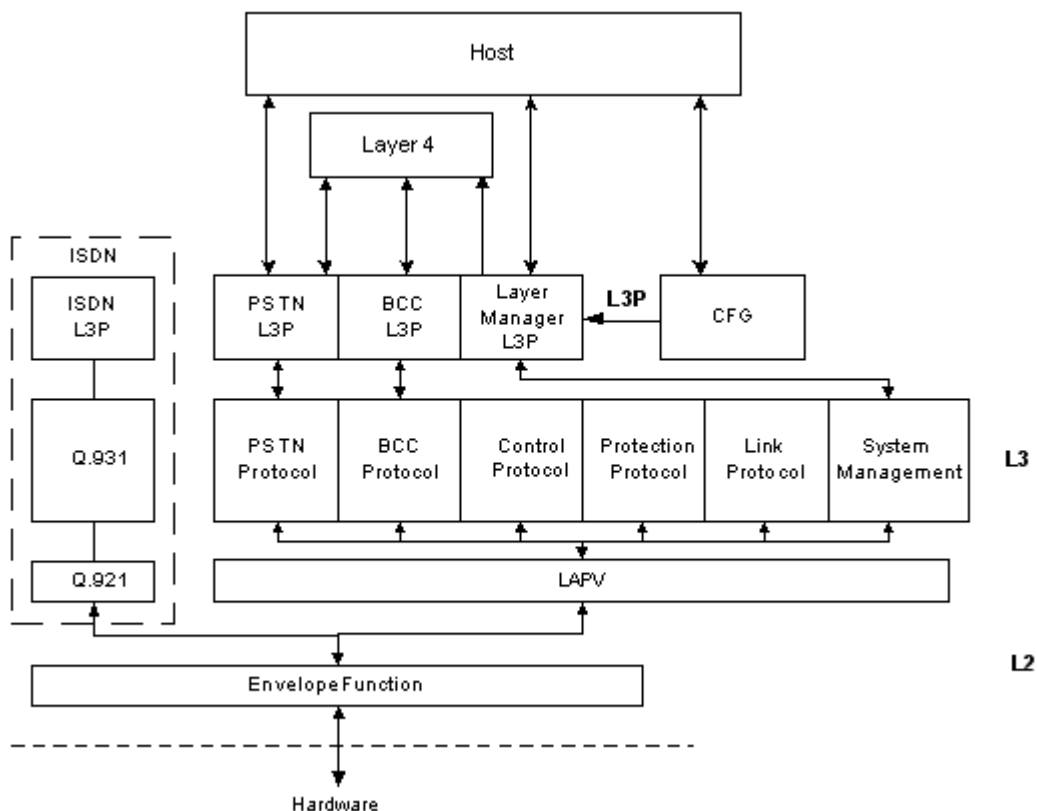 Host
Layer 4
ISDN
ISDN
L3P
PSTN
L3P
BCC
L3P
Layer
Manager
L3P
L3P
CFG
Q.931
PSTN
Protocol
BCC
Protocol
Control
Protocol
Protection
Protocol
Link
Protocol
System
Management
L3
Q.921
LAPV
L2
Envelope Function
Hardware